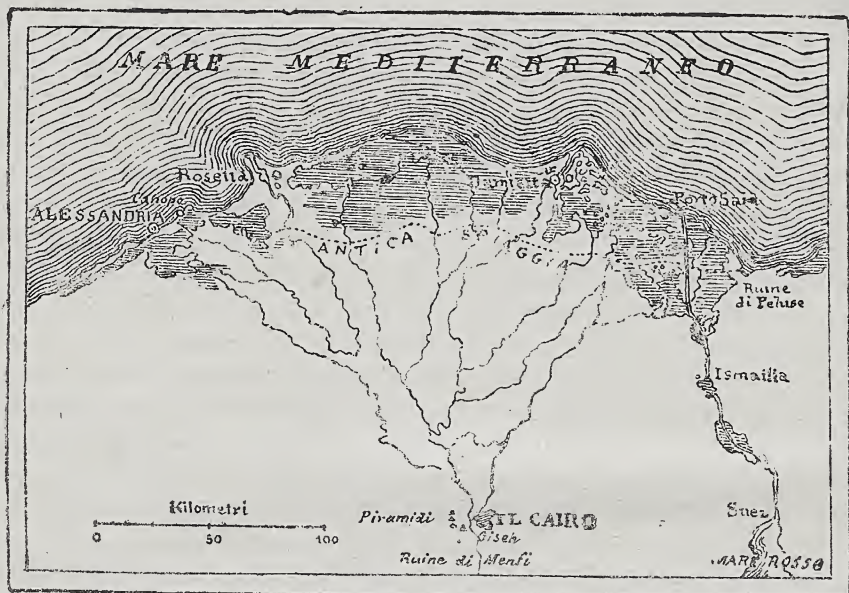 MARE MEDITERRANEO
Rosetta
Damietta
Canope
Porto Said
ALESSANDRIA
ANTICA SPIAGGIA
Ruine
di Peluse
Ismailia
Kilometri
0 50 100
Piramidi
IL CAIRO
Giseh
Suez
Ruine di Menfi
MARE ROSSO